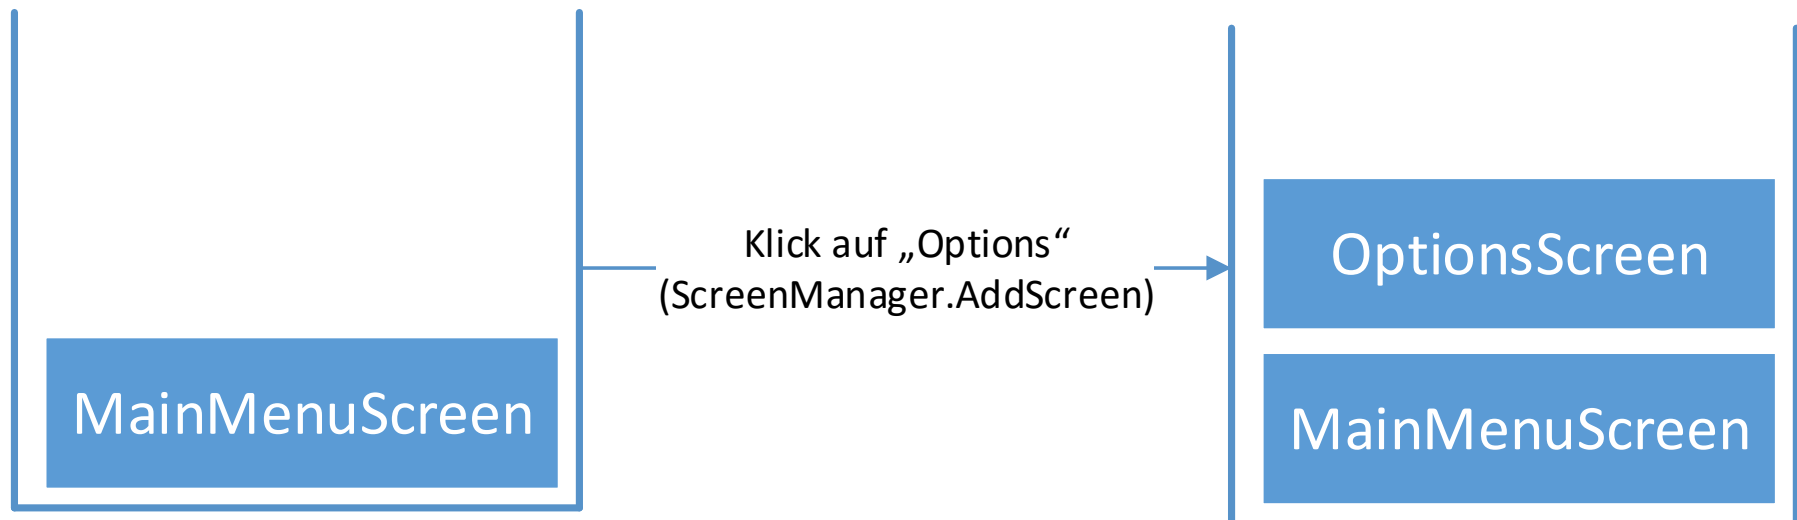 MainMenuScreen
Klick auf „Options“
(ScreenManager.AddScreen)
OptionsScreen
MainMenuScreen